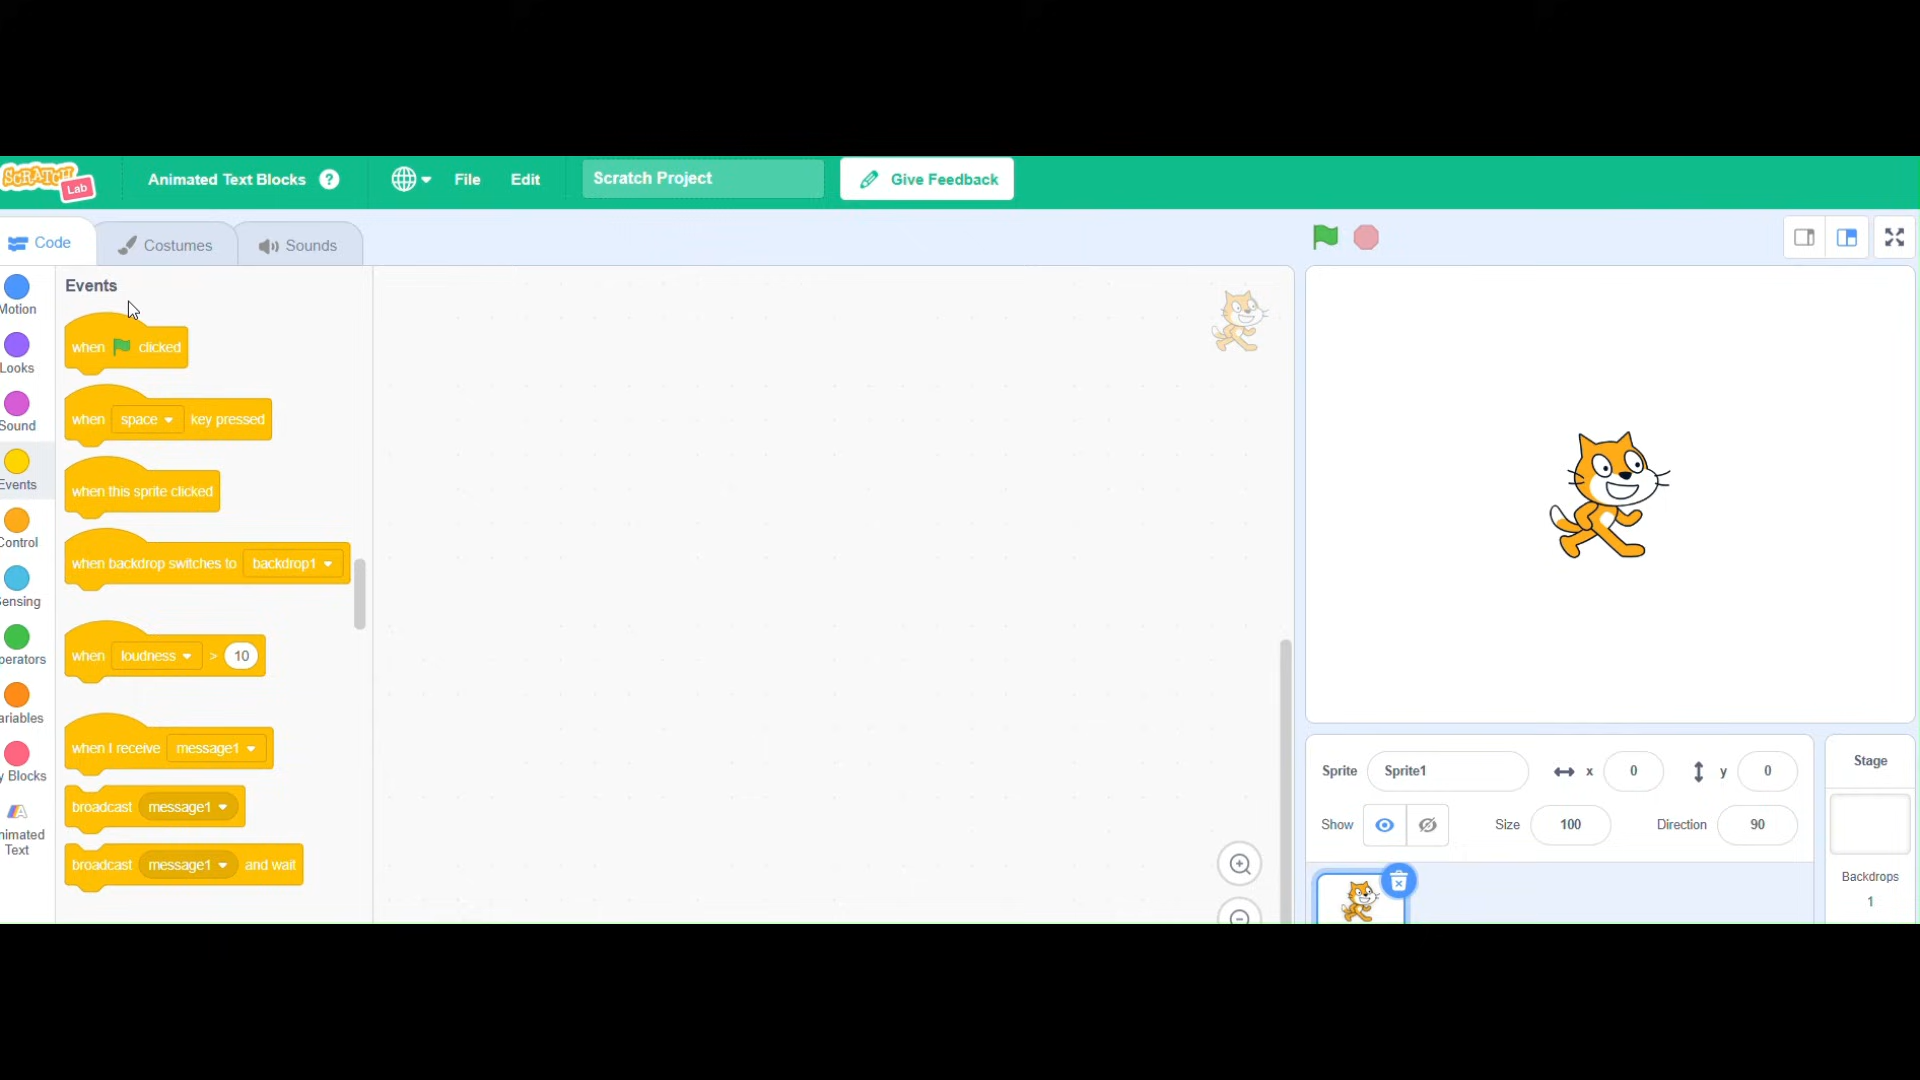 SCRATCH
Lab
Animated Text Blocks ?
File
Edit
Scratch Project
Give Feedback
Code
Costumes
Sounds
Motion
Looks
Sound
Events
Control
ensing
perators
ariables
y Blocks
nimated
Text
Events
when clicked
when space key pressed
when this sprite clicked
when backdrop switches to backdrop1
when loudness > 10
when I receive message1
broadcast message1
broadcast message1 and wait
Sprite Sprite1 x 0 y 0
Show Size 100 Direction 90
Stage
Backdrops
1